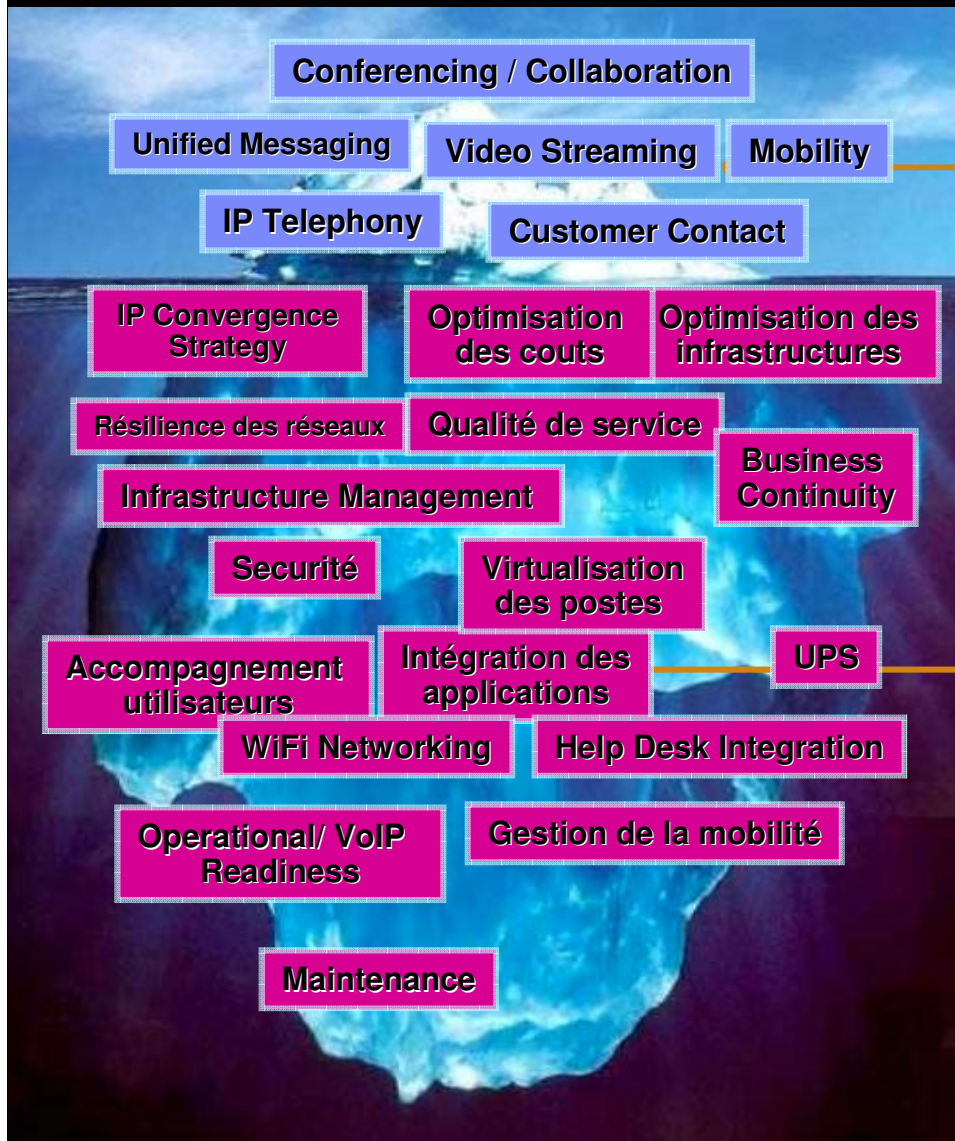 Conferencing / Collaboration
Unified Messaging
Video Streaming
Mobility
IP Telephony
Customer Contact
IP Convergence
Strategy
Optimisation
des couts
Optimisation des
infrastructures
Résilience des réseaux
Qualité de service
Business
Continuity
Infrastructure Management
Securité
Virtualisation
des postes
Accompagnement
utilisateurs
Intégration des
applications
UPS
WiFi Networking
Help Desk Integration
Operational/ VoIP
Readiness
Gestion de la mobilité
Maintenance